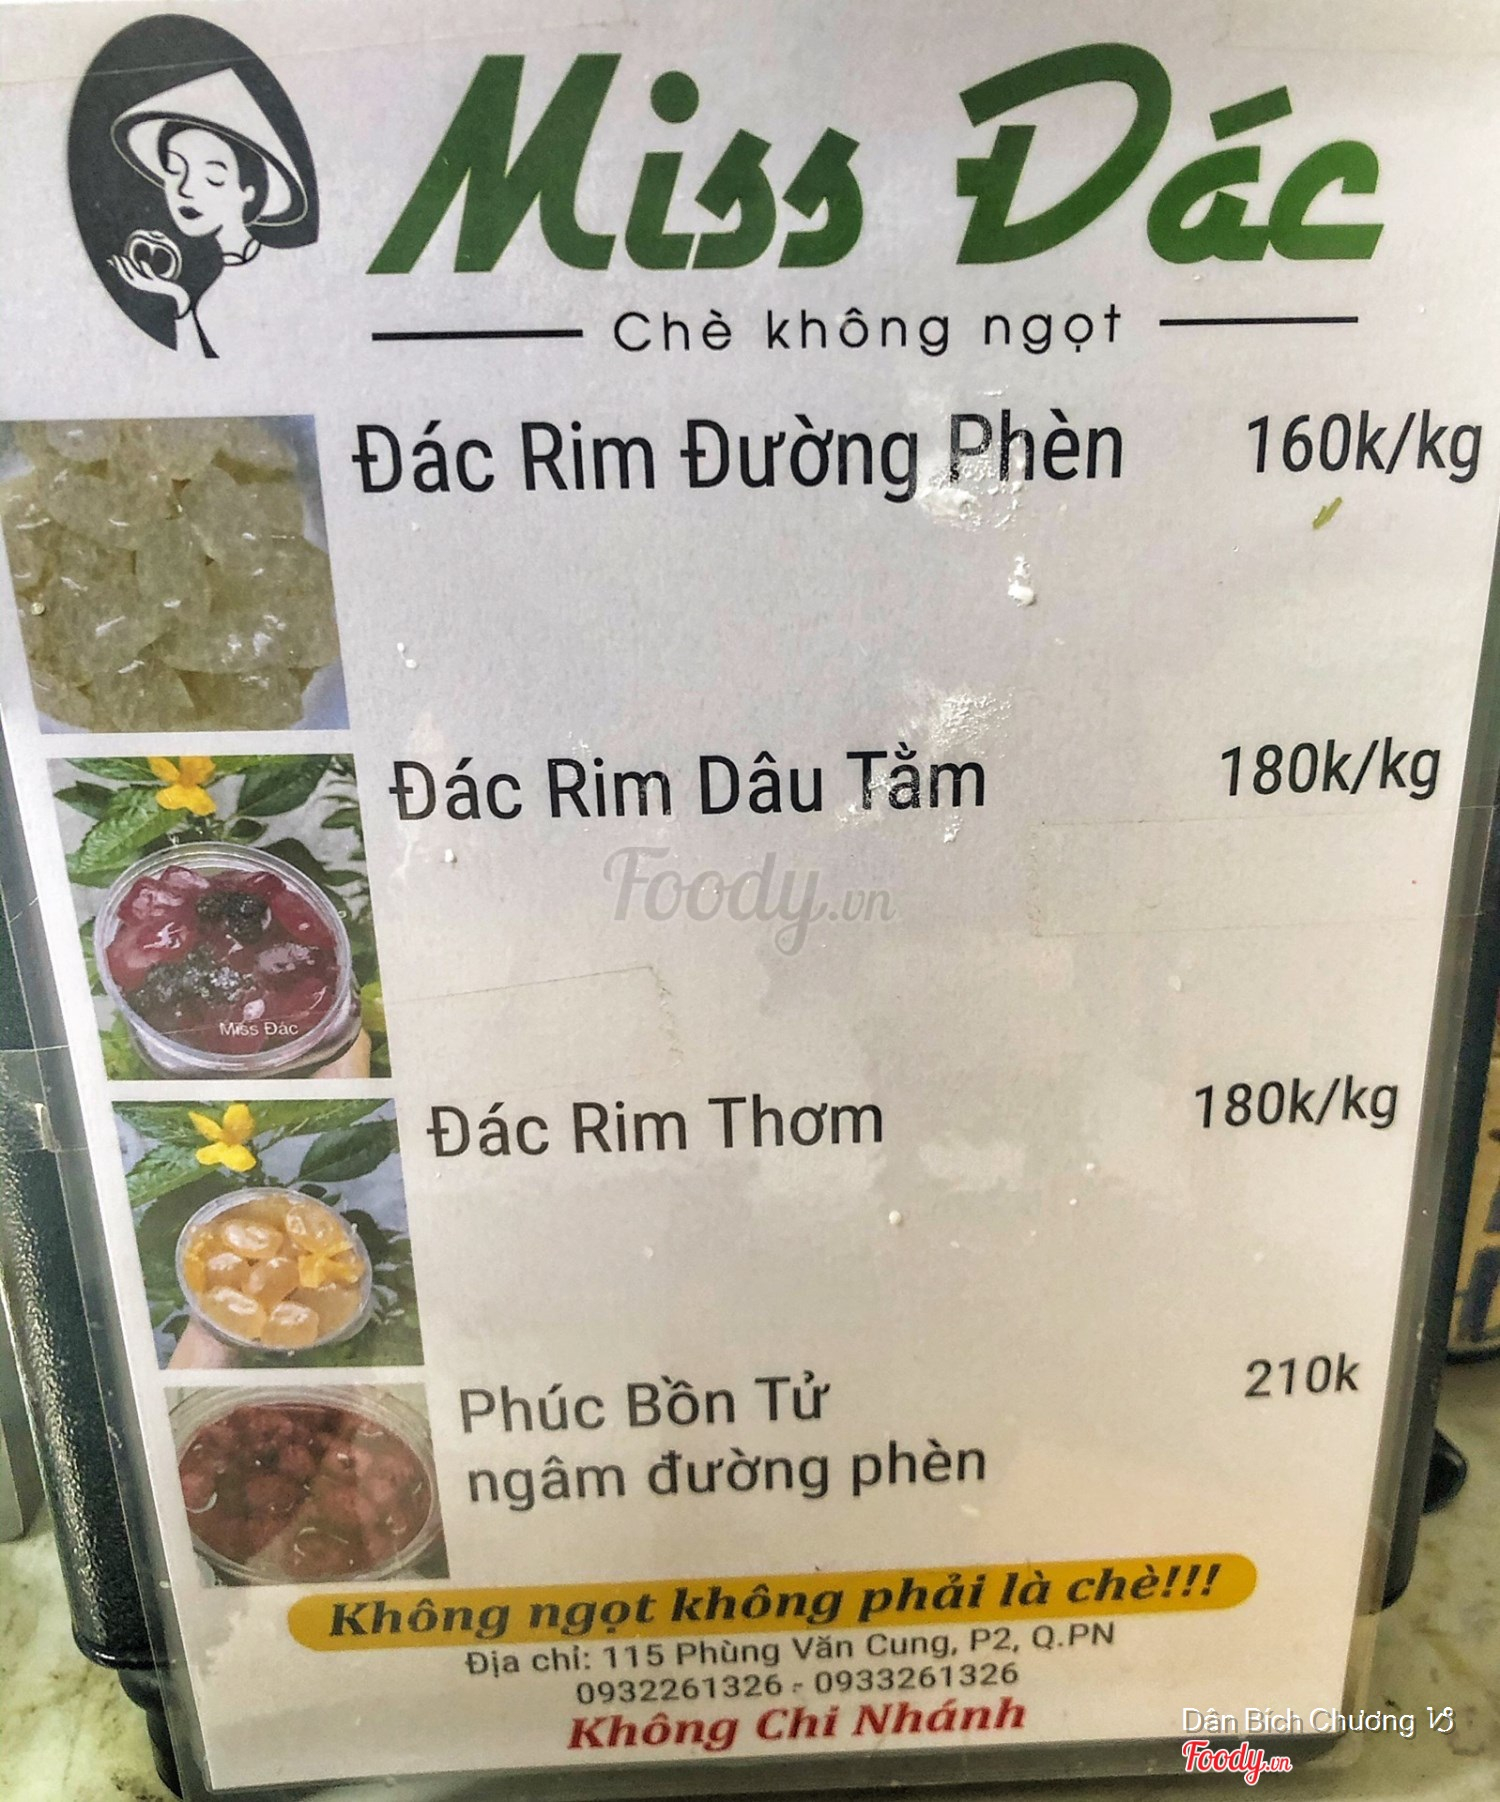 Miss Đác
Chè không ngọt
Đác Rim Đường Phèn 160k/kg
Đác Rim Dâu Tằm 180k/kg
Foody.vn
Miss Đác
Đác Rim Thơm 180k/kg
Phúc Bồn Tử 210k
ngâm đường phèn
Không ngọt không phải là chè!!!
Địa chỉ: 115 Phùng Văn Cung, P2, Q.PN
0932261326 - 0933261326
Không Chi Nhánh
Dân Bích Chương ♑
Foody.vn